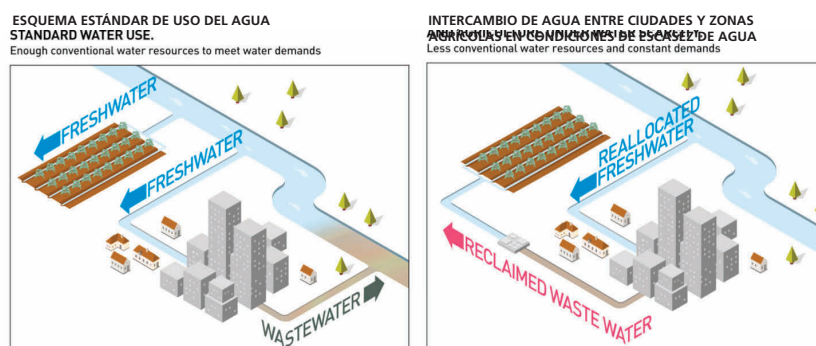 ESQUEMA ESTÁNDAR DE USO DEL AGUA
STANDARD WATER USE.
Enough conventional water resources to meet water demands
FRESHWATER
FRESHWATER
WASTEWATER
INTERCAMBIO DE AGUA ENTRE CIUDADES Y ZONAS
AGRÍCOLAS EN CONDICIONES DE ESCASEZ DE AGUA
Less conventional water resources and constant demands
REALLOCATED
FRESHWATER
RECLAIMED WASTE WATER